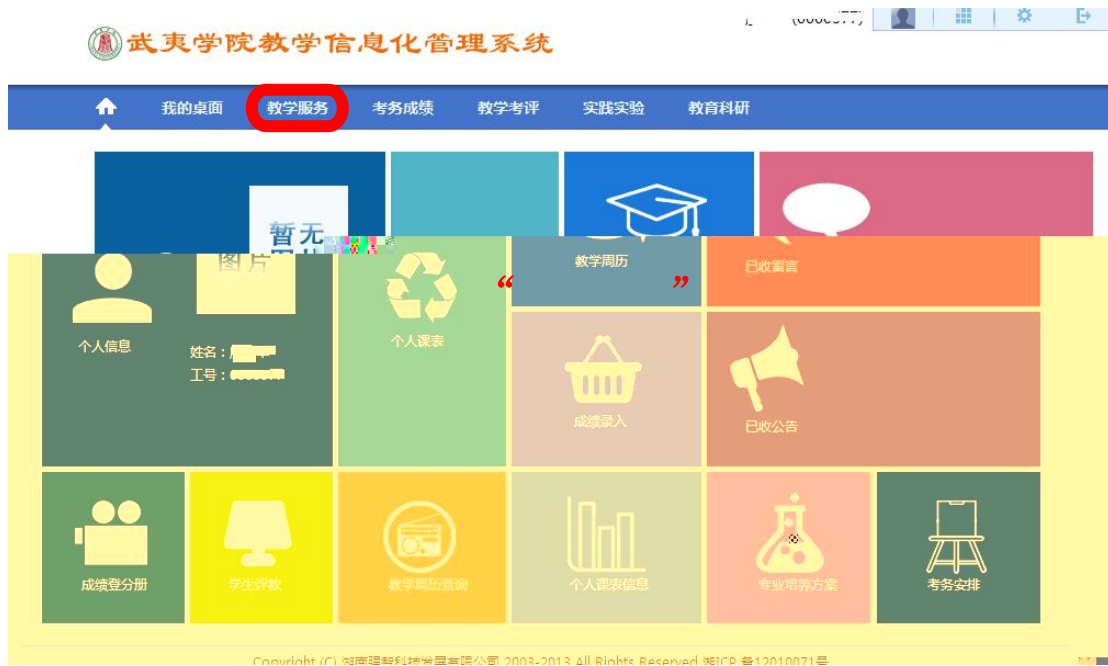 武夷学院教学信息化管理系统
我的桌面 教学服务 考务成绩 教学考评 实践实验 教育科研
暂无
图片
教学周历
已收留言
“ ”
个人信息
个人课表
姓名：
工号：
成绩录入
已收公告
成绩登分册
学生评教
教学周历查询
个人课表信息
专业培养方案
考务安排
Copyright (C) 湖南强智科技发展有限公司 2003-2013 All Rights Reserved 湘ICP 备12010071号